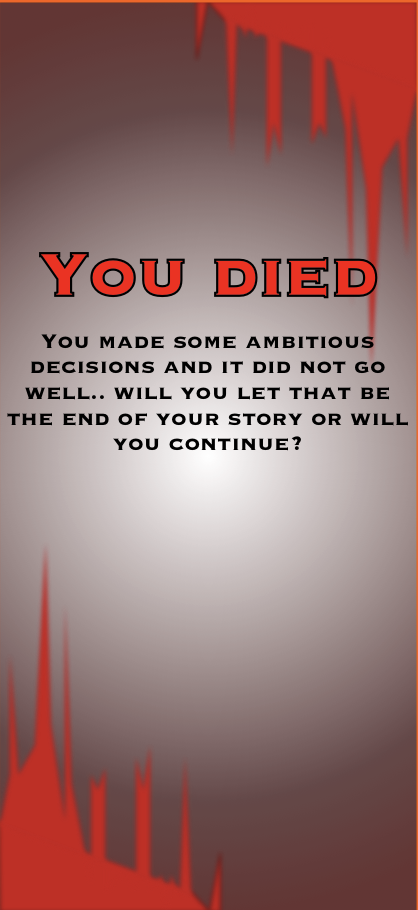 You died
You made some ambitious
decisions and it did not go
well.. will you let that be
the end of your story or will
you continue?